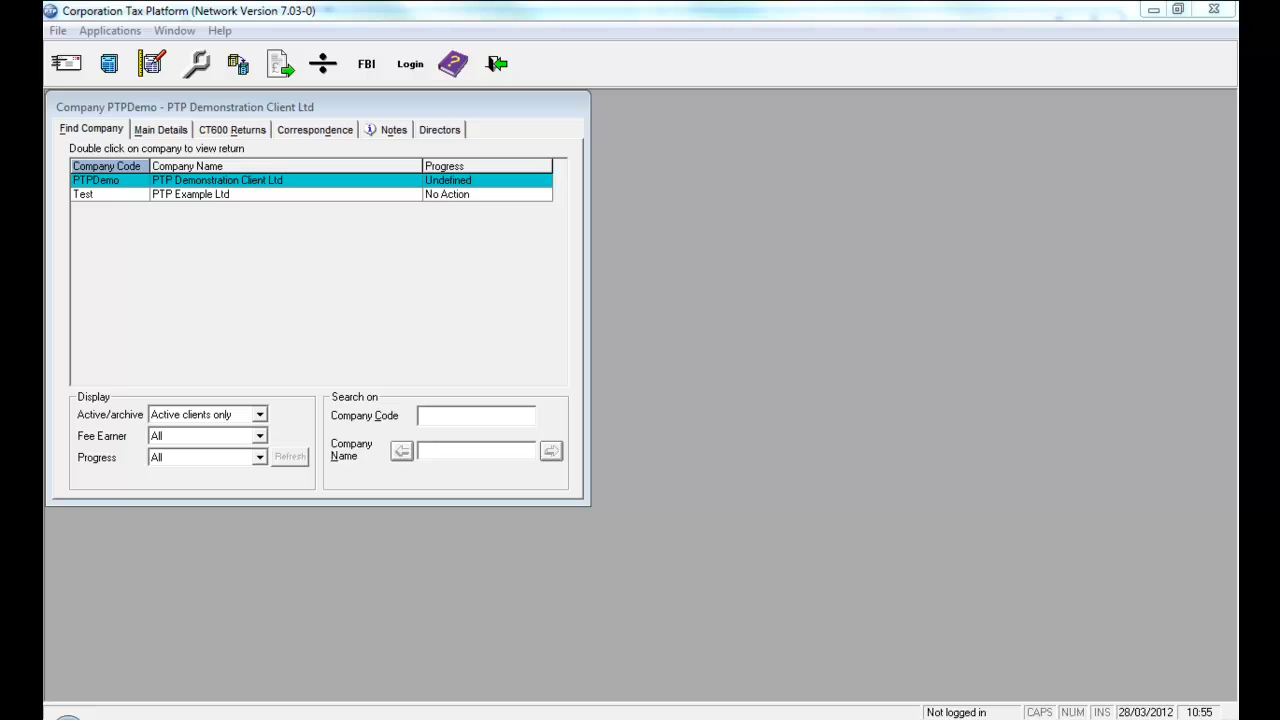 Corporation Tax Platform (Network Version 7.03-0)
File Applications Window Help
FBI Login
Company PTPDemo - PTP Demonstration Client Ltd
Find Company Main Details CT600 Returns Correspondence Notes Directors
Double click on company to view return
Company Code Company Name Progress
PTPDemo PTP Demonstration Client Ltd Undefined
Test PTP Example Ltd No Action
Display Search on
Active/archive Active clients only Company Code
Fee Earner All
Company Name
Progress All Refresh
Not logged in CAPS NUM INS 28/03/2012 10:55